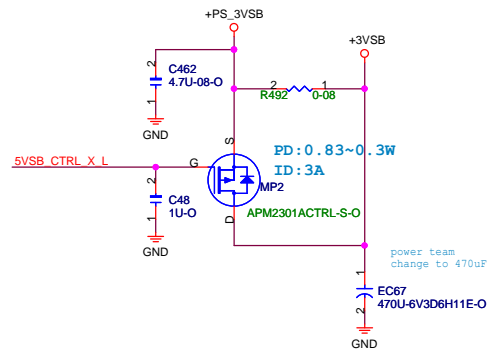 +PS_3VSB
+3VSB
2
C462
4.7U-08-O
1
GND
2
1
R492
0-08
S
PD:0.83~0.3W
ID:3A
5VSB_CTRL_X_L
G
MP2
2
C48
1U-O
1
GND
D
APM2301ACTRL-S-O
power team
change to 470uF
1
EC67
470U-6V3D6H11E-O
2
GND